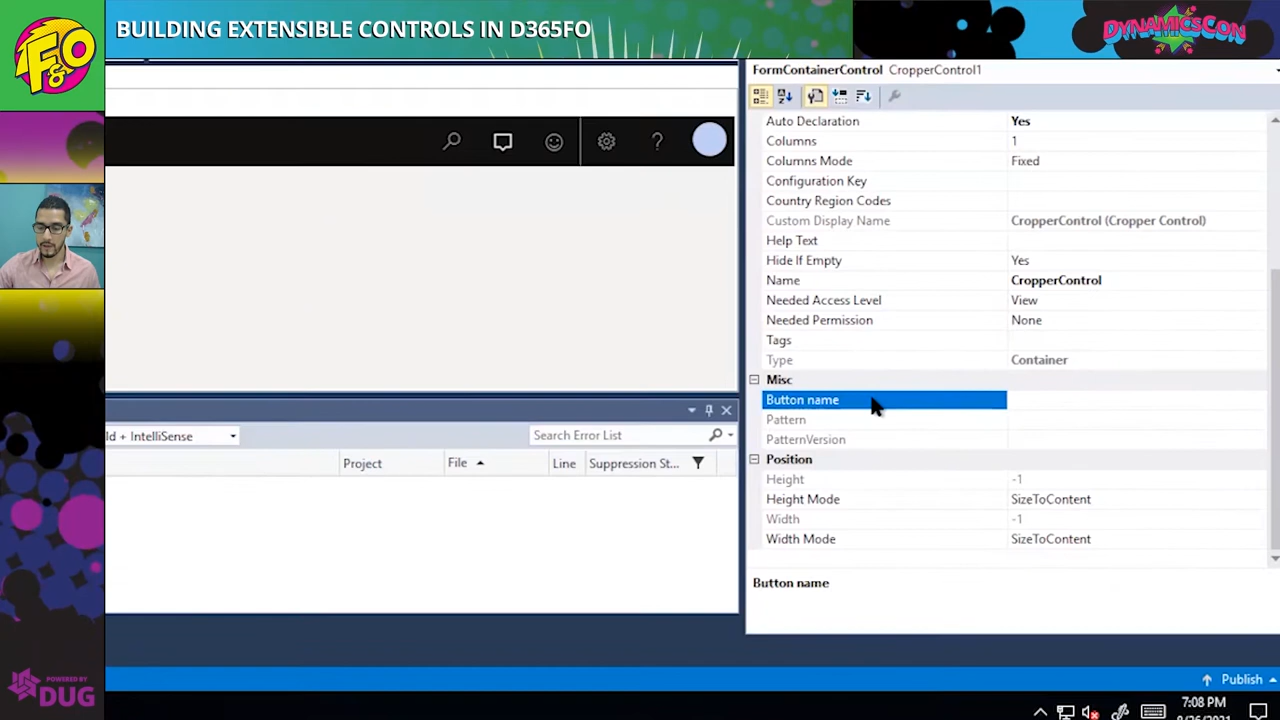 F&O
BUILDING EXTENSIBLE CONTROLS IN D365FO
DYNAMICSCON
FormContainerControl CropperControl1
Auto Declaration Yes
Columns 1
Columns Mode Fixed
Configuration Key
Country Region Codes
Custom Display Name CropperControl (Cropper Control)
Help Text
Hide If Empty Yes
Name CropperControl
Needed Access Level View
Needed Permission None
Tags
Type Container
Misc
Button name
Pattern
PatternVersion
Position
Height -1
Height Mode SizeToContent
Width -1
Width Mode SizeToContent
Button name
ld + IntelliSense
Search Error List
Project File Line Suppression St...
POWERED BY
DUG
Publish
7:08 PM